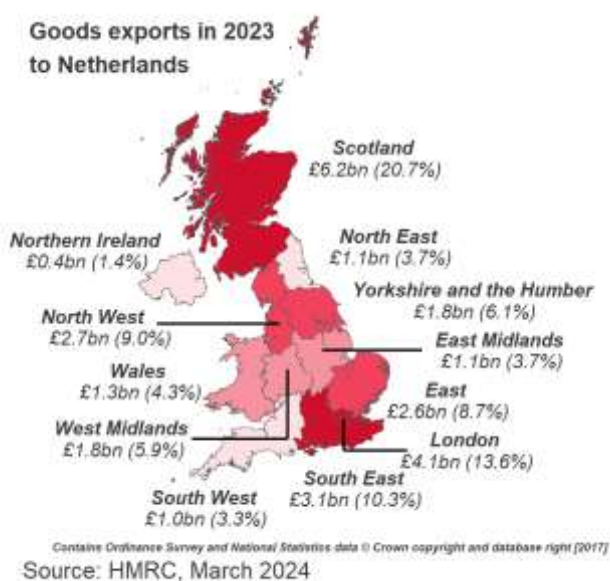 Goods exports in 2023
to Netherlands
Scotland
£6.2bn (20.7%)
Northern Ireland
£0.4bn (1.4%)
North East
£1.1bn (3.7%)
Yorkshire and the Humber
£1.8bn (6.1%)
North West
£2.7bn (9.0%)
East Midlands
£1.1bn (3.7%)
Wales
£1.3bn (4.3%)
East
£2.6bn (8.7%)
West Midlands
£1.8bn (5.9%)
London
£4.1bn (13.6%)
South East
£3.1bn (10.3%)
South West
£1.0bn (3.3%)
Contains Ordinance Survey and National Statistics data © Crown copyright and database right [2017]
Source: HMRC, March 2024